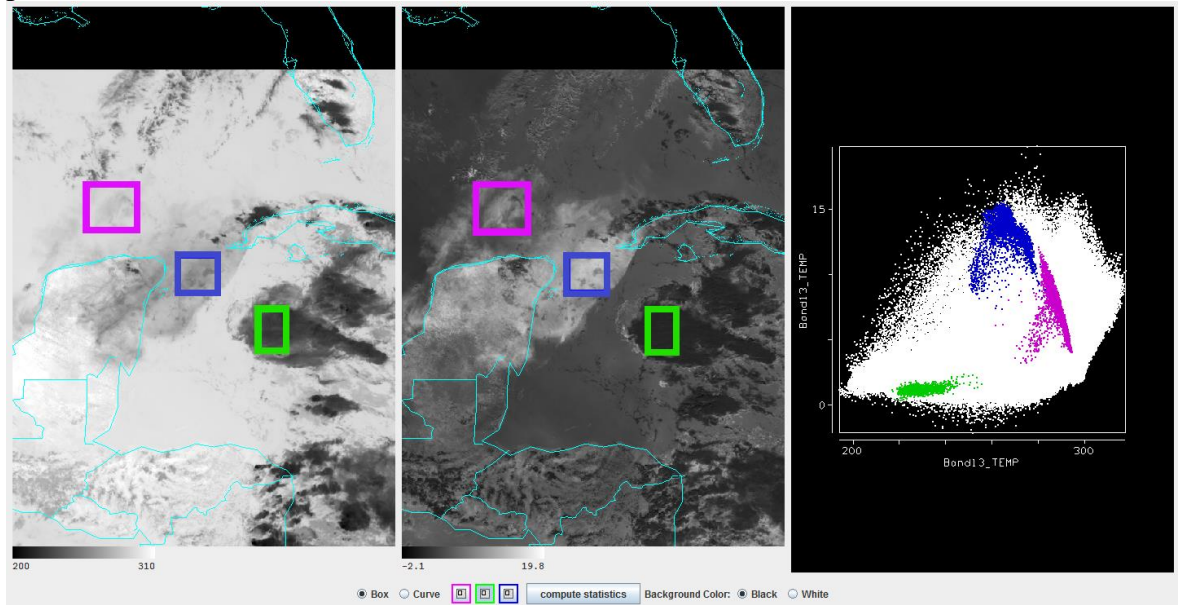 15
0
Band13_TEMP
200
300
Band13_TEMP
200 310
-2.1 19.8
Box Curve compute statistics Background Color: Black White